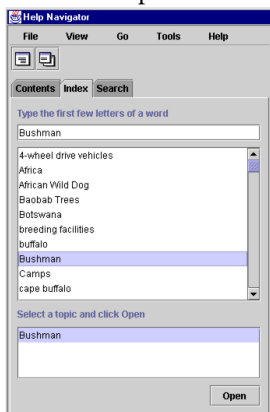 Help Navigator
File View Go Tools Help
Contents Index Search
Type the first few letters of a word
Bushman
4-wheel drive vehicles
Africa
African Wild Dog
Baobab Trees
Botswana
breeding facilities
buffalo
Bushman
Camps
cape buffalo
Select a topic and click Open
Bushman
Open